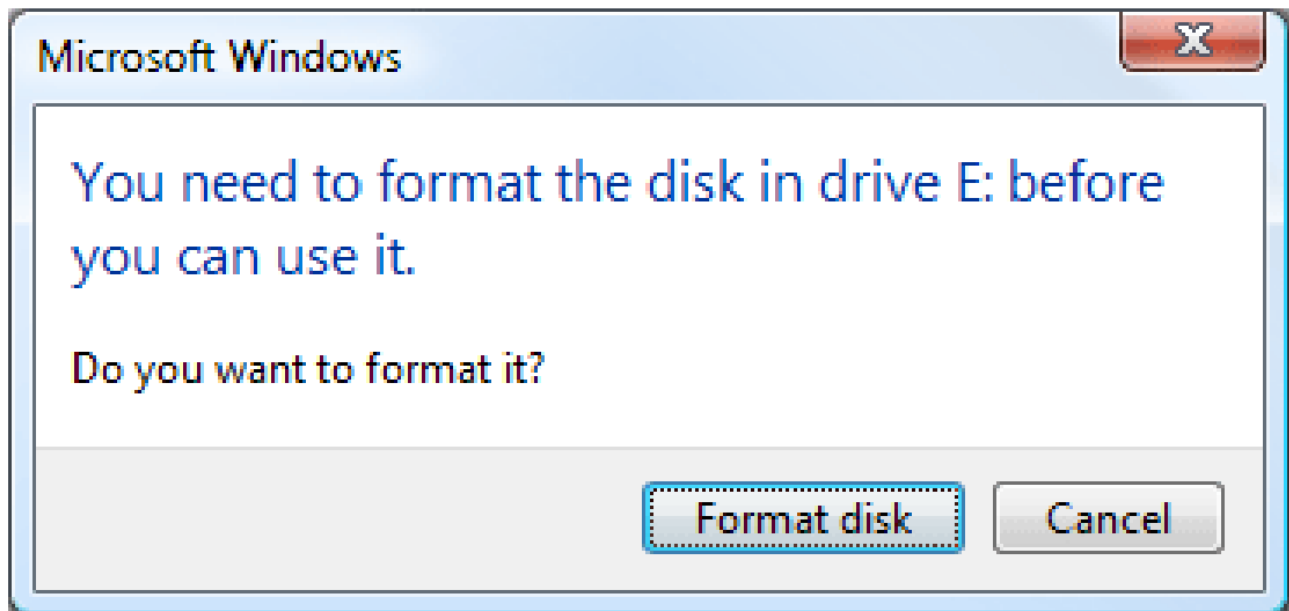 Microsoft Windows
You need to format the disk in drive E: before
you can use it.
Do you want to format it?
Format disk Cancel